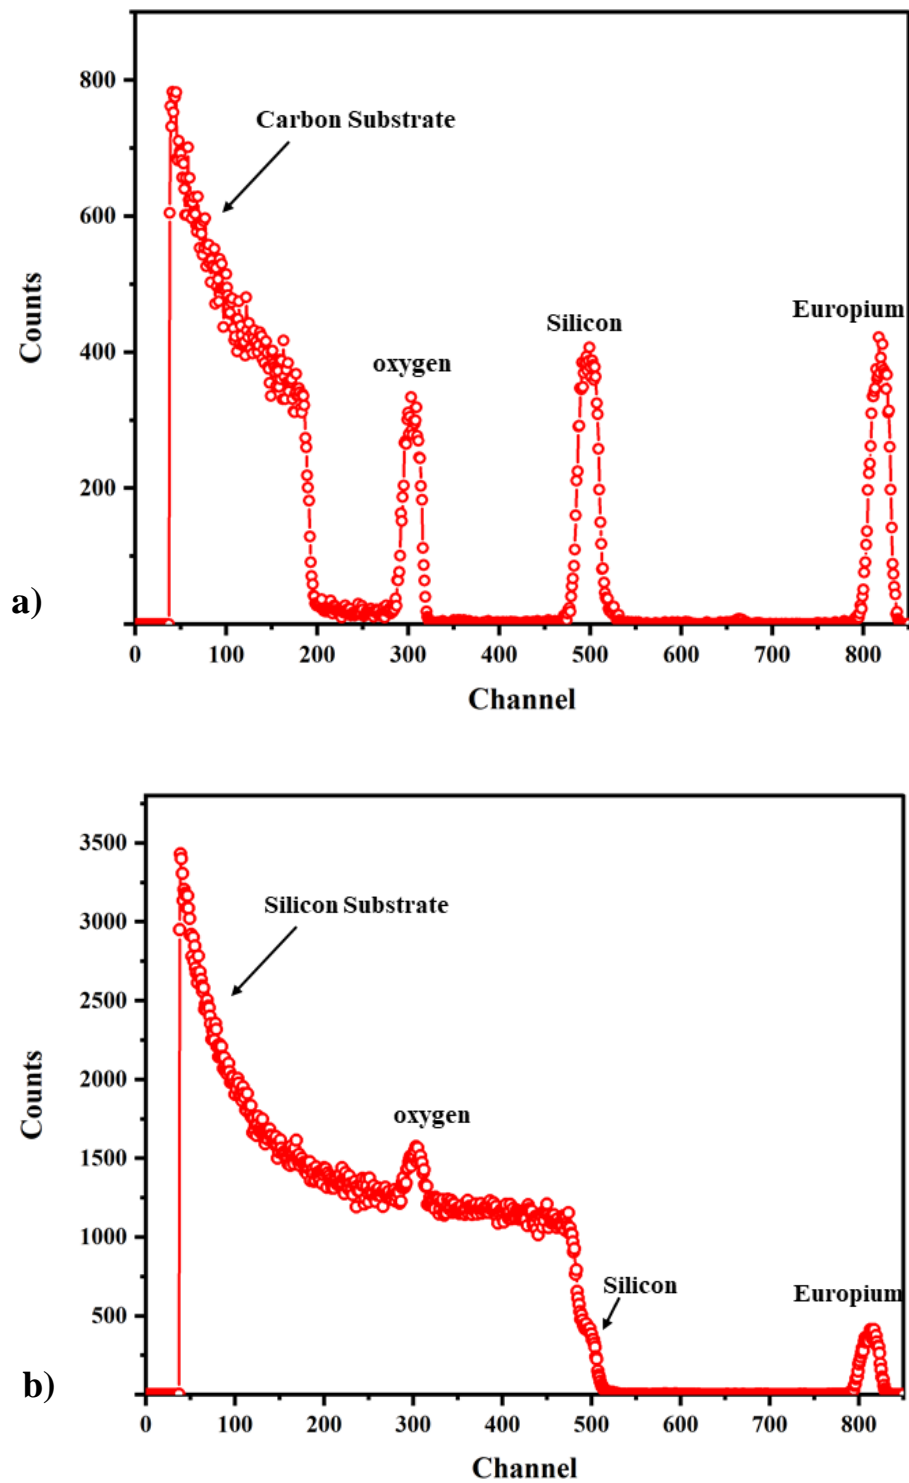 800
600
400
200
Counts
Carbon Substrate
oxygen
Silicon
Europium
a)
0 100 200 300 400 500 600 700 800
Channel
3500
3000
2500
2000
1500
1000
500
Counts
Silicon Substrate
oxygen
Silicon
Europium
b)
0 100 200 300 400 500 600 700 800
Channel